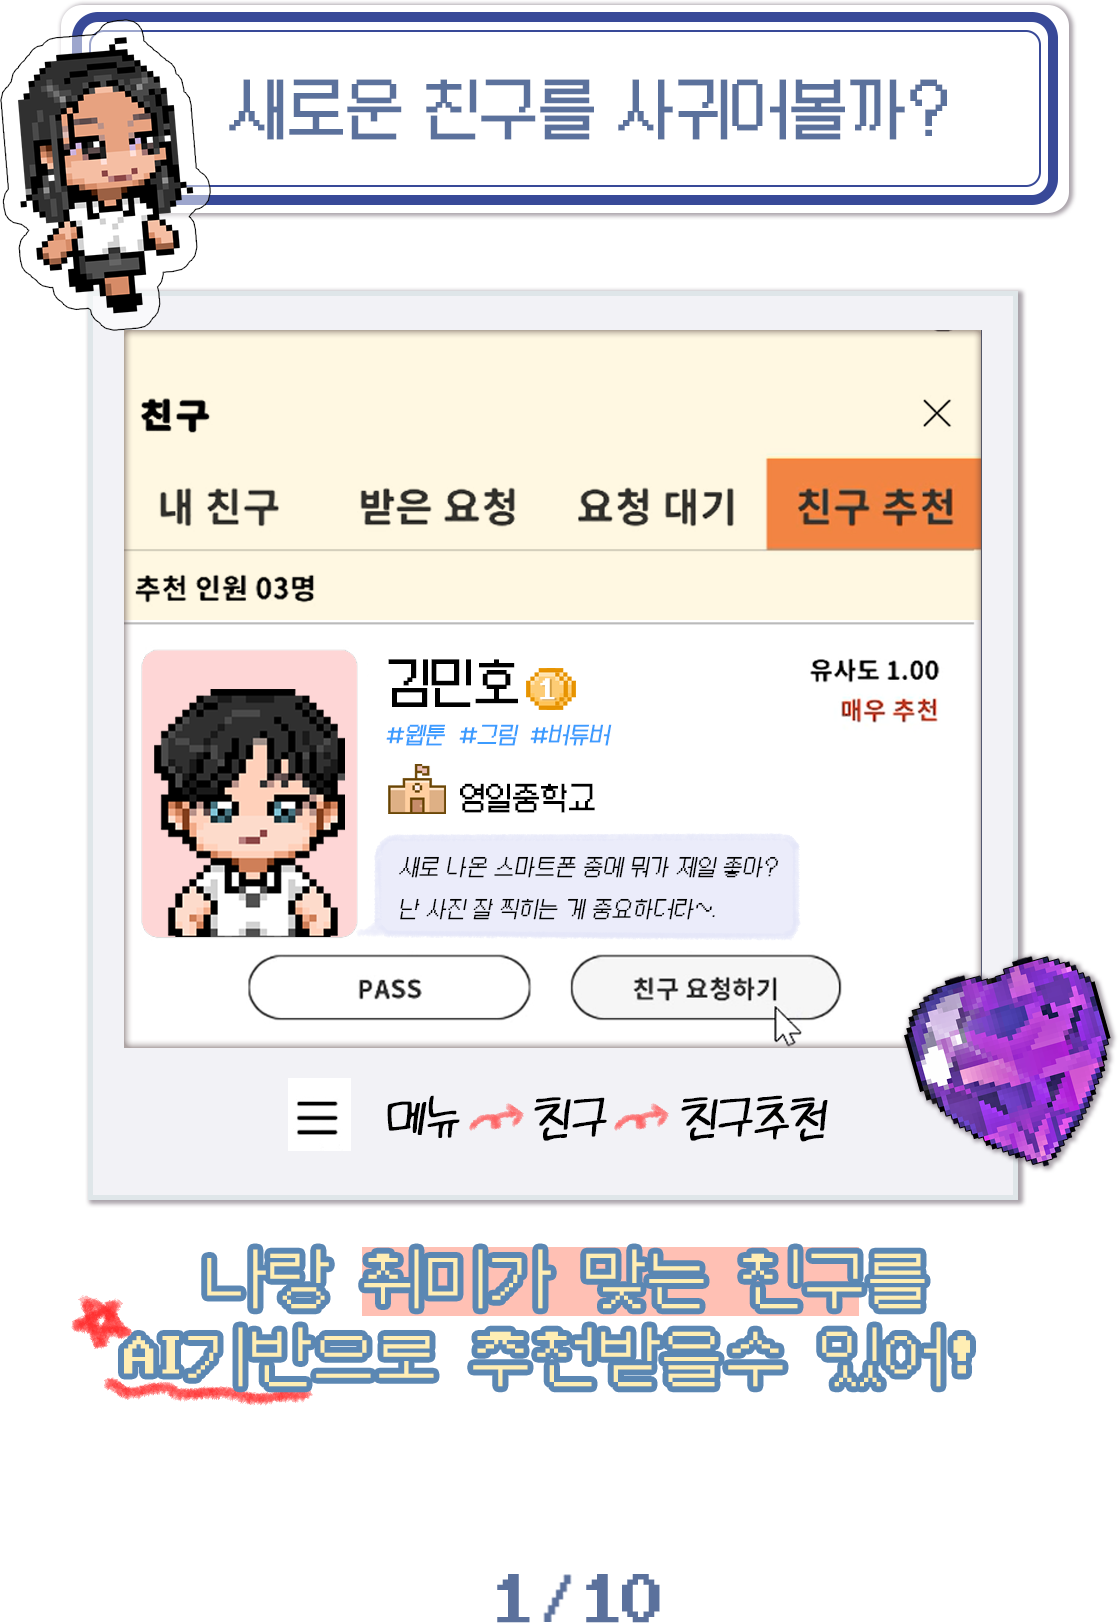 새로운 친구를 사귀어볼까?
친구
내 친구 받은 요청 요청 대기 친구 추천
추천 인원 03명
김민호 1
유사도 1.00
매우 추천
#웹툰 #그림 #버튜버
영일중학교
새로 나온 스마트폰 중에 뭐가 제일 좋아?
난 사진 잘 찍히는 게 중요하더라~.
PASS 친구 요청하기
메뉴 → 친구 → 친구추천
나랑 취미가 맞는 친구를
AI기반으로 추천받을수 있어!
1/10